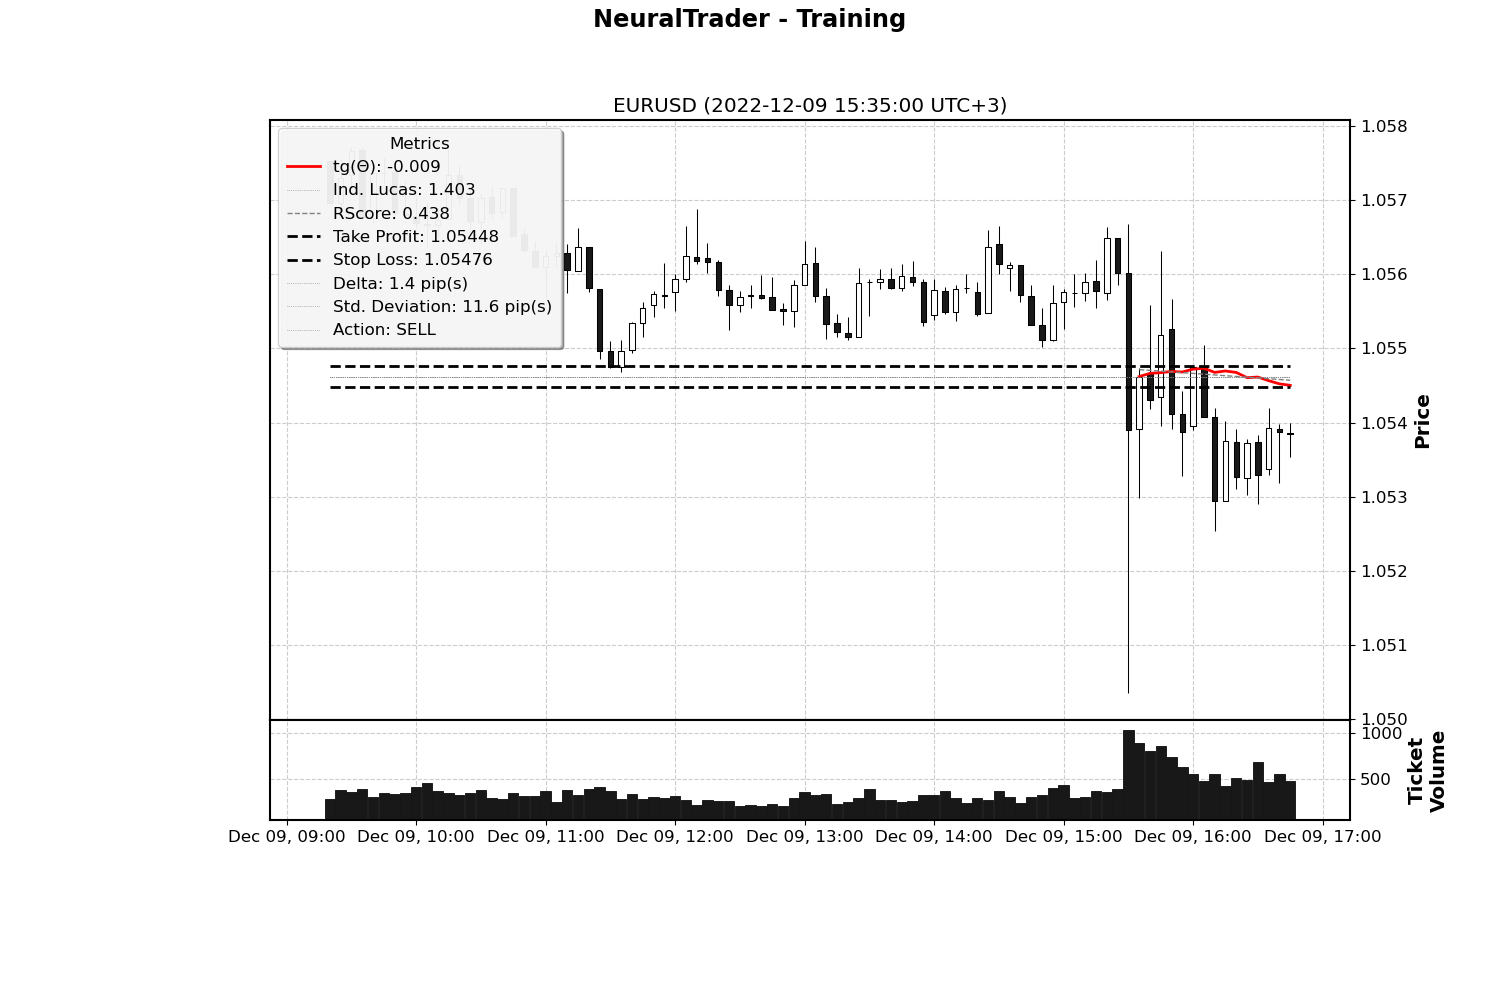 NeuralTrader - Training
EURUSD (2022-12-09 15:35:00 UTC+3)
Metrics
tg(Θ): -0.009
Ind. Lucas: 1.403
RScore: 0.438
Take Profit: 1.05448
Stop Loss: 1.05476
Delta: 1.4 pip(s)
Std. Deviation: 11.6 pip(s)
Action: SELL
1.058
1.057
1.056
1.055
1.054
1.053
1.052
1.051
1.050
Price
1000
500
Ticket
Volume
Dec 09, 09:00 Dec 09, 10:00 Dec 09, 11:00 Dec 09, 12:00 Dec 09, 13:00 Dec 09, 14:00 Dec 09, 15:00 Dec 09, 16:00 Dec 09, 17:00